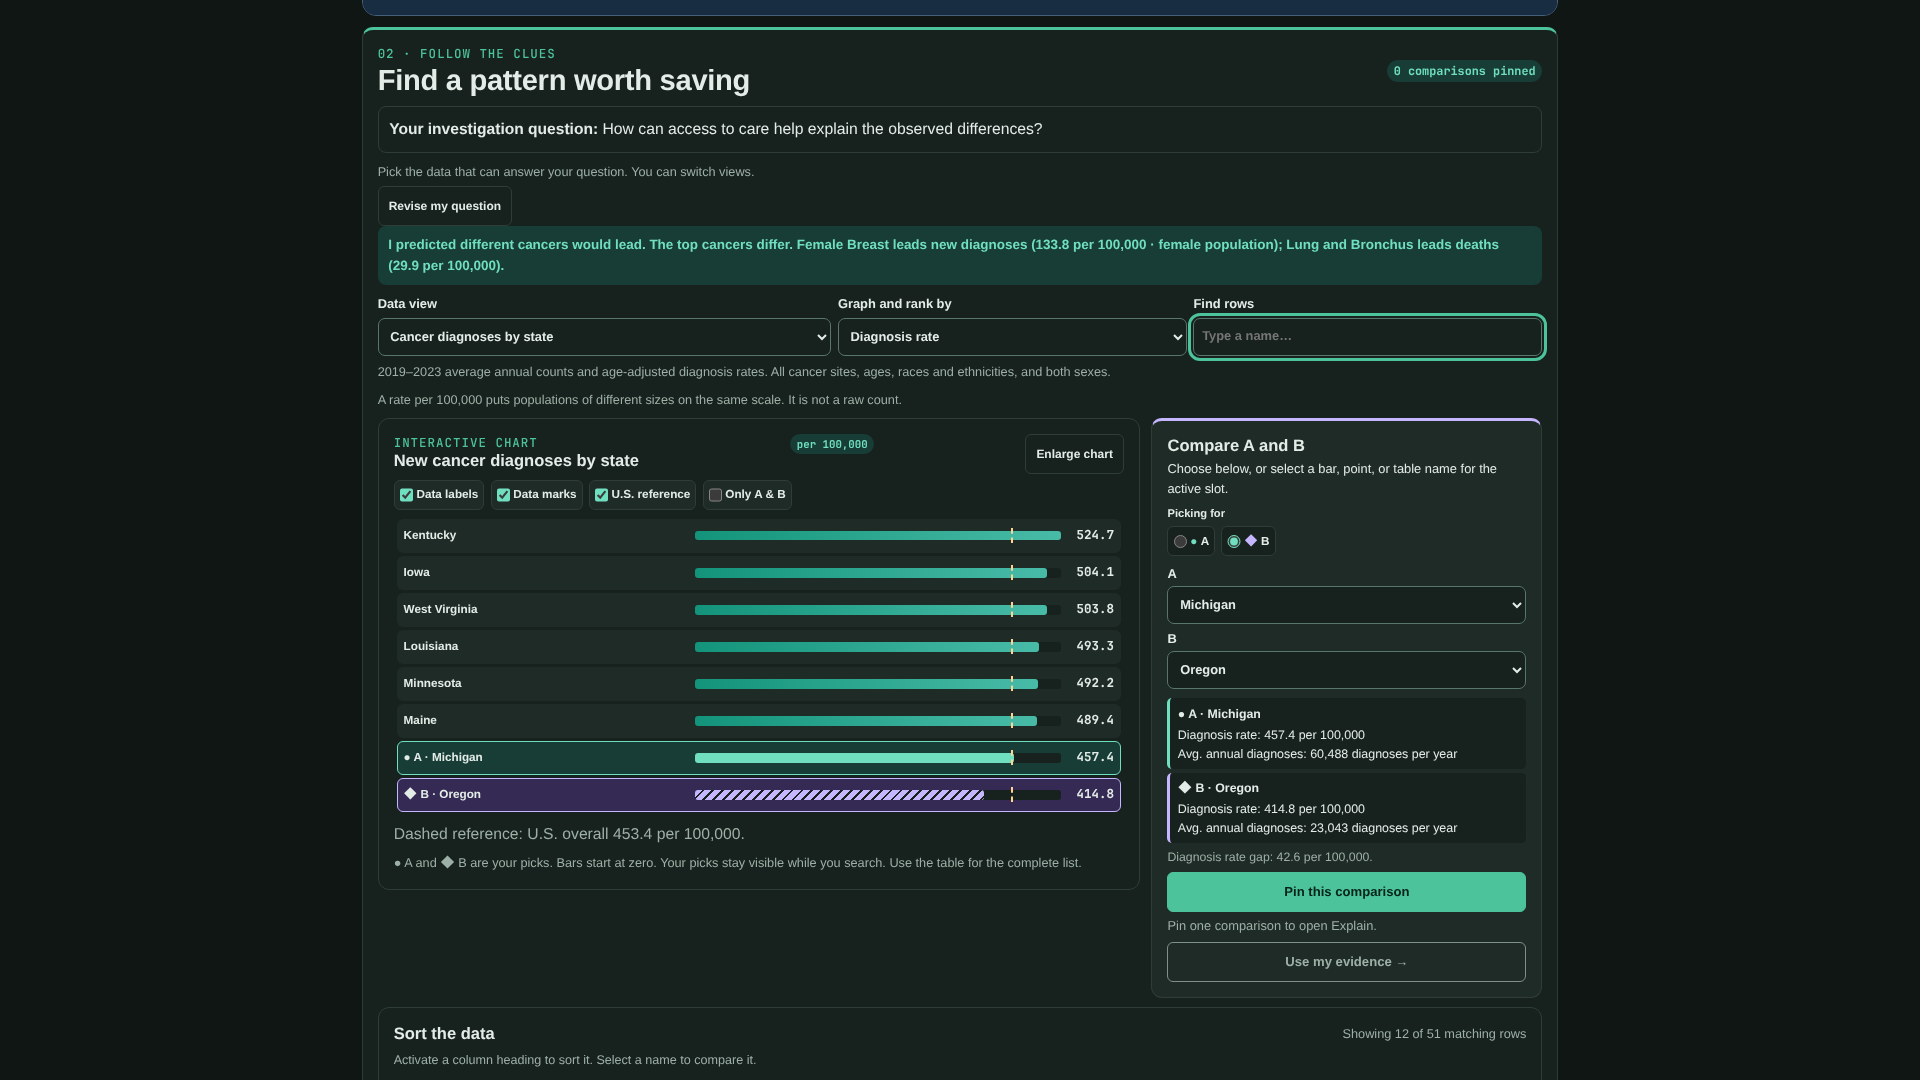 02 · FOLLOW THE CLUES
Find a pattern worth saving
0 comparisons pinned
Your investigation question: How can access to care help explain the observed differences?
Pick the data that can answer your question. You can switch views.
Revise my question
I predicted different cancers would lead. The top cancers differ. Female Breast leads new diagnoses (133.8 per 100,000 · female population); Lung and Bronchus leads deaths
(29.9 per 100,000).
Data view
Graph and rank by
Find rows
Cancer diagnoses by state
Diagnosis rate
Type a name…
2019–2023 average annual counts and age-adjusted diagnosis rates. All cancer sites, ages, races and ethnicities, and both sexes.
A rate per 100,000 puts populations of different sizes on the same scale. It is not a raw count.
INTERACTIVE CHART
New cancer diagnoses by state
per 100,000
Enlarge chart
Data labels
Data marks
U.S. reference
Only A & B
Kentucky 524.7
Iowa 504.1
West Virginia 503.8
Louisiana 493.3
Minnesota 492.2
Maine 489.4
● A · Michigan 457.4
◆ B · Oregon 414.8
Dashed reference: U.S. overall 453.4 per 100,000.
● A and ◆ B are your picks. Bars start at zero. Your picks stay visible while you search. Use the table for the complete list.
Compare A and B
Choose below, or select a bar, point, or table name for the
active slot.
Picking for
● A
◆ B
A
Michigan
B
Oregon
● A · Michigan
Diagnosis rate: 457.4 per 100,000
Avg. annual diagnoses: 60,488 diagnoses per year
◆ B · Oregon
Diagnosis rate: 414.8 per 100,000
Avg. annual diagnoses: 23,043 diagnoses per year
Diagnosis rate gap: 42.6 per 100,000.
Pin this comparison
Pin one comparison to open Explain.
Use my evidence →
Sort the data
Showing 12 of 51 matching rows
Activate a column heading to sort it. Select a name to compare it.